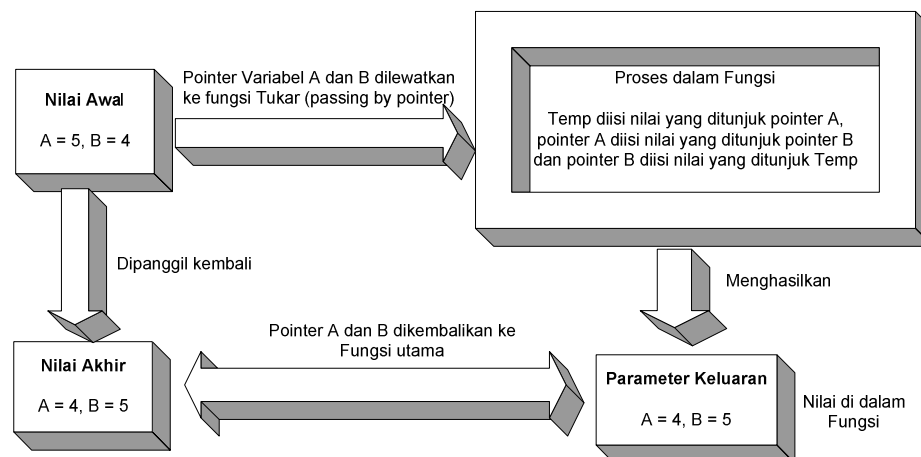 Nilai Awal
A = 5, B = 4
Pointer Variabel A dan B dilewatkan
ke fungsi Tukar (passing by pointer)
Proses dalam Fungsi
Temp diisi nilai yang ditunjuk pointer A,
pointer A diisi nilai yang ditunjuk pointer B
dan pointer B diisi nilai yang ditunjuk Temp
Dipanggil kembali
Menghasilkan
Pointer A dan B dikembalikan ke
Fungsi utama
Nilai Akhir
A = 4, B = 5
Parameter Keluaran
A = 4, B = 5
Nilai di dalam
Fungsi